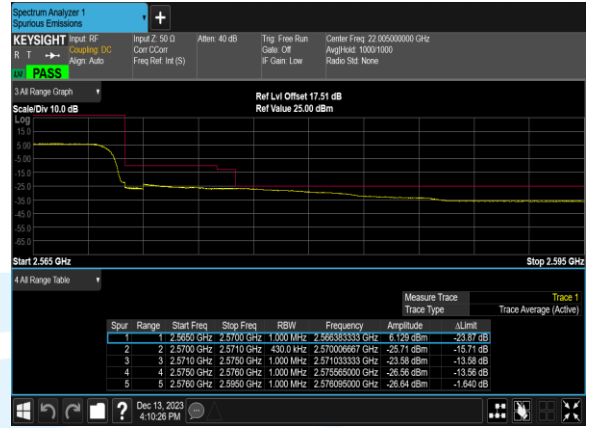 Spectrum Analyzer 1
Spurious Emissions
KEYSIGHT Input: RF Input Z: 50 Ω Atten: 40 dB Trig: Free Run Center Freq: 22.005000000 GHz
R T Coupling: DC Corr CCorr Gate: Off Avg|Hold: 1000/1000
Align: Auto Freq Ref: Int (S) IF Gain: Low Radio Std: None
PASS
3 All Range Graph
Ref Lvl Offset 17.51 dB
Scale/Div 10.0 dB Ref Value 25.00 dBm
Log
15.0
5.00
-5.00
-15.0
-25.0
-35.0
-45.0
-55.0
-65.0
Start 2.565 GHz Stop 2.595 GHz
4 All Range Table
Measure Trace Trace 1
Trace Type Trace Average (Active)
Spur Range Start Freq Stop Freq RBW Frequency Amplitude ΔLimit
1 1 2.5650 GHz 2.5700 GHz 1.000 MHz 2.566383333 GHz 6.129 dBm -23.87 dB
2 2 2.5700 GHz 2.5710 GHz 430.0 kHz 2.570006667 GHz -25.71 dBm -15.71 dB
3 3 2.5710 GHz 2.5750 GHz 1.000 MHz 2.571033333 GHz -23.58 dBm -13.58 dB
4 4 2.5750 GHz 2.5760 GHz 1.000 MHz 2.575565000 GHz -26.56 dBm -13.56 dB
5 5 2.5760 GHz 2.5950 GHz 1.000 MHz 2.576095000 GHz -26.64 dBm -1.640 dB
? Dec 13, 2023
4:10:26 PM